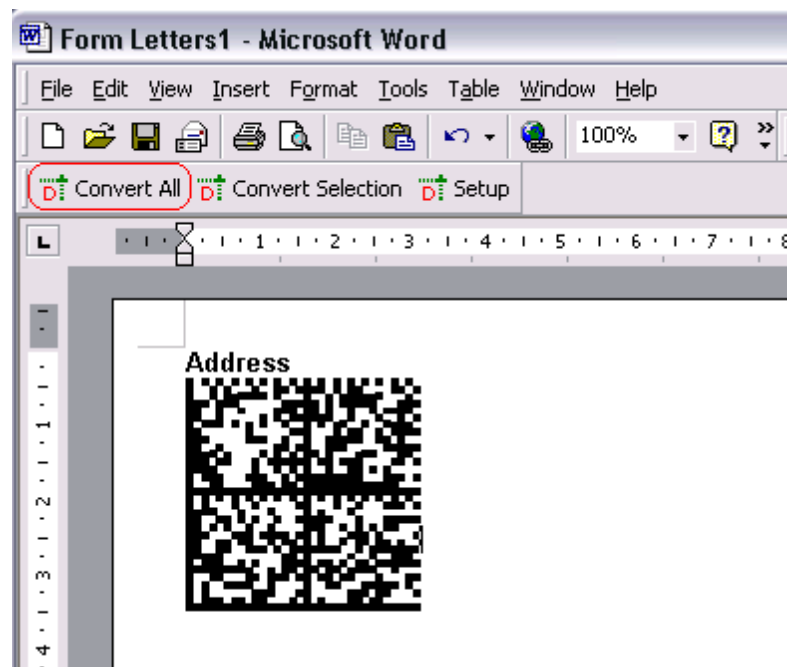 Form Letters1 - Microsoft Word
File Edit View Insert Format Tools Table Window Help
100%
Convert All Convert Selection Setup
1 2 3 4 5 6 7 8
Address
1
2
3
4